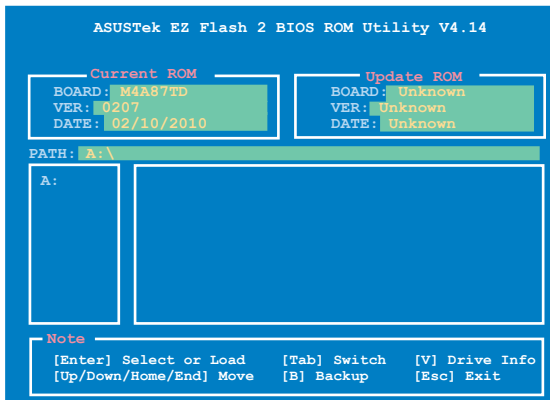 ASUSTek EZ Flash 2 BIOS ROM Utility V4.14
Current ROM
BOARD: M4A87TD
VER: 0207
DATE: 02/10/2010
Update ROM
BOARD: Unknown
VER: Unknown
DATE: Unknown
PATH: A:\
A:
Note
[Enter] Select or Load [Tab] Switch [V] Drive Info
[Up/Down/Home/End] Move [B] Backup [Esc] Exit